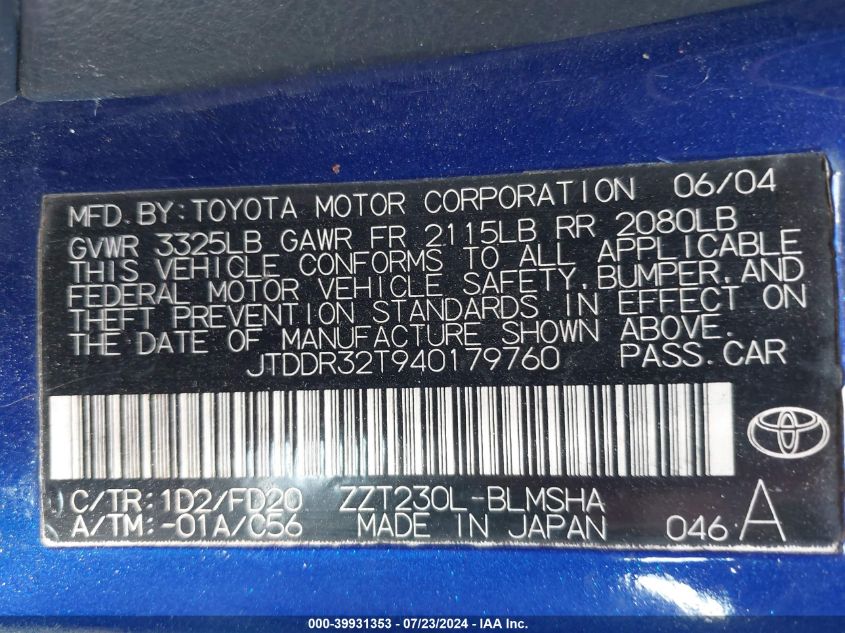 MFD. BY: TOYOTA MOTOR CORPORATION 06/04
GVWR 3325LB GAWR FR 2115LB RR 2080LB
THIS VEHICLE CONFORMS TO ALL APPLICABLE
FEDERAL MOTOR VEHICLE SAFETY, BUMPER, AND
THEFT PREVENTION STANDARDS IN EFFECT ON
THE DATE OF MANUFACTURE SHOWN ABOVE.
JTDDR32T940179760 PASS. CAR
C/TR: 1D2/FD20 ZZT230L-BLMSHA
A/TM: -01A/C56 MADE IN JAPAN 046 A
000-39931353 | 07/23/2024 - IAA Inc.